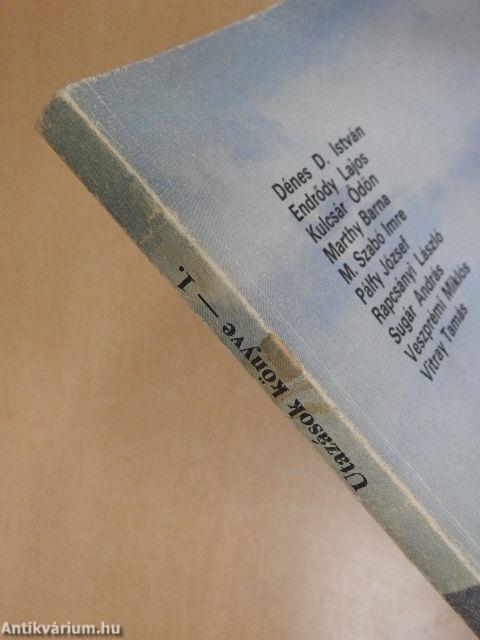 Dénes D. István
Endrődy Lajos
Kulcsár Ödön
Marthy Barna
M. Szabó Imre
Pálfy József
Rapcsányi László
Sugár András
Veszprémi Miklós
Vitray Tamás
Utazások könyve — 1.
Antikvárium.hu